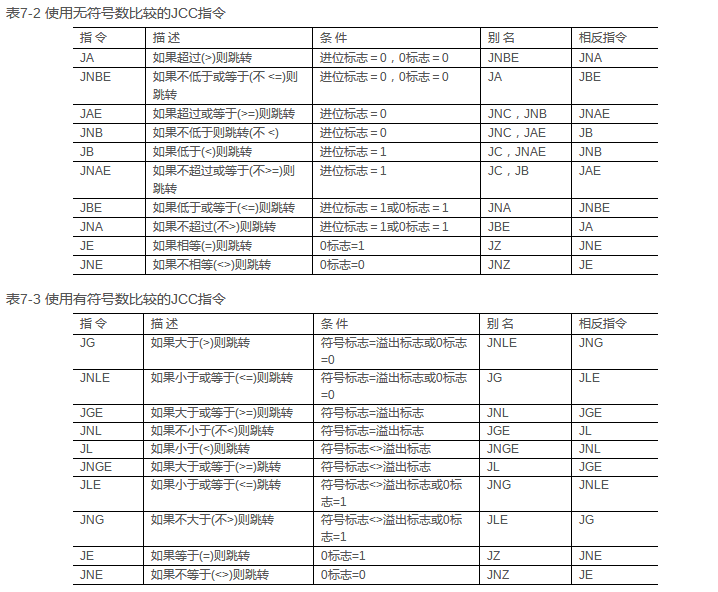 表7-2 使用无符号数比较的JCC指令
指 令 描 述 条 件 别 名 相反指令
JA 如果超过(>)则跳转 进位标志＝0，0标志＝0 JNBE JNA
JNBE 如果不低于或等于(不 <=)则 进位标志＝0，0标志＝0 JA JBE
跳转
JAE 如果超过或等于(>=)则跳转 进位标志＝0 JNC，JNB JNAE
JNB 如果不低于则跳转(不 <) 进位标志＝0 JNC，JAE JB
JB 如果低于(<)则跳转 进位标志＝1 JC，JNAE JNB
JNAE 如果不超过或等于(不>=)则 进位标志＝1 JC，JB JAE
跳转
JBE 如果低于或等于(<=)则跳转 进位标志＝1或0标志＝1 JNA JNBE
JNA 如果不超过(不>)则跳转 进位标志＝1或0标志＝1 JBE JA
JE 如果相等(=)则跳转 0标志=1 JZ JNE
JNE 如果不相等(<>)则跳转 0标志=0 JNZ JE
表7-3 使用有符号数比较的JCC指令
指 令 描 述 条 件 别 名 相反指令
JG 如果大于(>)则跳转 符号标志=溢出标志或0标志 JNLE JNG
=0
JNLE 如果小于或等于(<=)则跳转 符号标志=溢出标志或0标志 JG JLE
=0
JGE 如果大于或等于(>=)则跳转 符号标志=溢出标志 JNL JGE
JNL 如果不小于(不<)则跳转 符号标志=溢出标志 JGE JL
JL 如果小于(<)则跳转 符号标志<>溢出标志 JNGE JNL
JNGE 如果大于或等于(>=)跳转 符号标志<>溢出标志 JL JGE
JLE 如果小于或等于(<=)跳转 符号标志<>溢出标志或0标 JNG JNLE
志=1
JNG 如果不大于(不>)则跳转 符号标志<>溢出标志或0标 JLE JG
志=1
JE 如果等于(=)则跳转 0标志=1 JZ JNE
JNE 如果不等于(<>)则跳转 0标志=0 JNZ JE